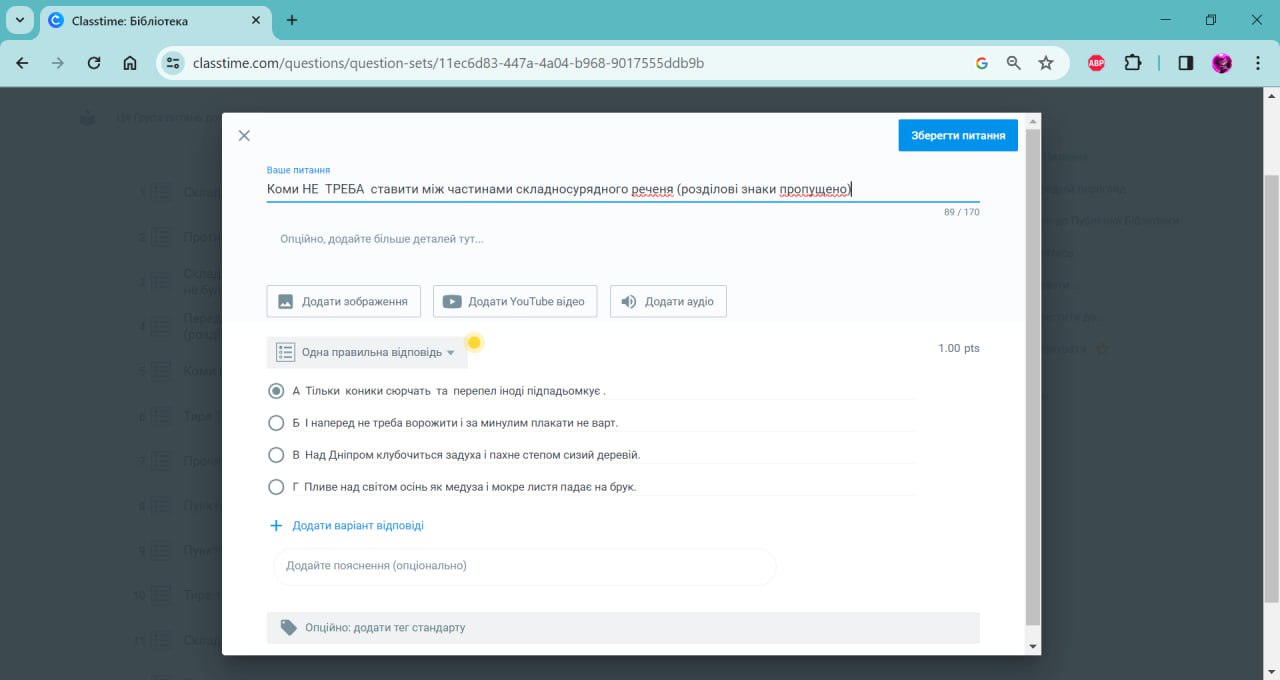 Classtime: Бібліотека
classtime.com/questions/question-sets/11ec6d83-447a-4a04-b968-9017555ddb9b
ABP
Зберегти питання
Ваше питання
Коми НЕ ТРЕБА ставити між частинами складносурядного реченя (розділові знаки пропущено)
89 / 170
Опційно, додайте більше деталей тут...
Додати зображення
Додати YouTube відео
Додати аудіо
Одна правильна відповідь
1.00 pts
А Тільки коники сюрчать та перепел іноді підпадьомкує .
Б І наперед не треба ворожити і за минулим плакати не варт.
В Над Дніпром клубочиться задуха і пахне степом сизий деревій.
Г Пливе над світом осінь як медуза і мокре листя падає на брук.
Додати варіант відповіді
Додайте пояснення (опціонально)
Опційно: додати тег стандарту